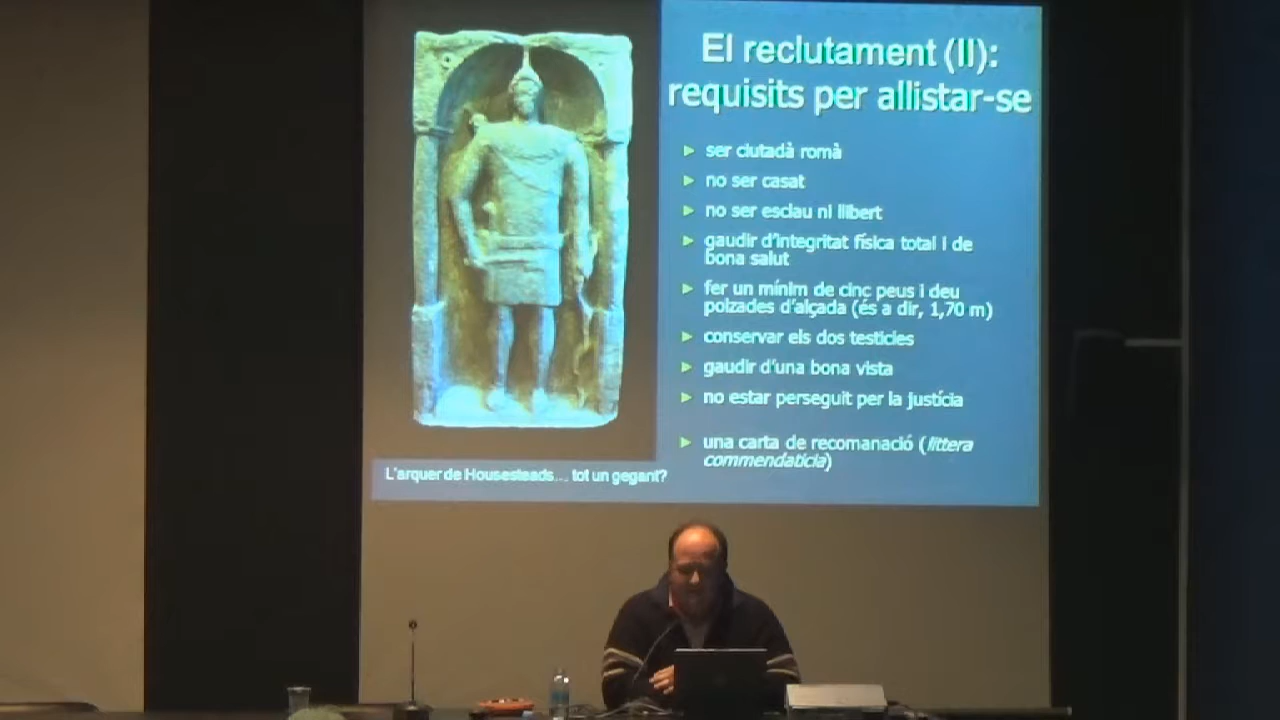 El reclutament (II):
requisits per allistar-se
ser ciutadà romà
no ser casat
no ser esclau ni llibert
gaudir d'integritat física total i de
bona salut
fer un mínim de cinc peus i deu
polzades d'alçada (és a dir, 1,70 m)
conservar els dos testicles
gaudir d'una bona vista
no estar perseguit per la justícia
una carta de recomanació (littera
commendaticia)
L'arquer de Housesteads... tot un gegant?